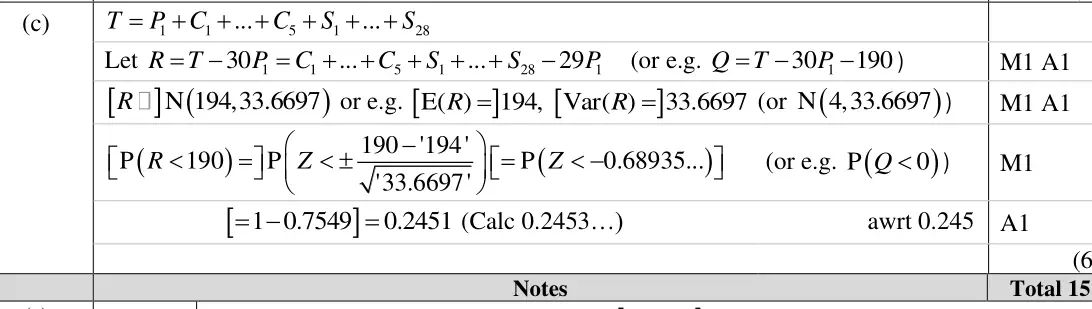 (c) T = P₁ + C₁ + ... + C₅ + S₁ + ... + S₂₈
Let R = T − 30P₁ = C₁ + ... + C₅ + S₁ + ... + S₂₈ − 29P₁ (or e.g. Q = T − 30P₁ − 190) M1 A1
[R ]N(194, 33.6697) or e.g. [E(R) =]194, [Var(R) =]33.6697 (or N(4, 33.6697)) M1 A1
[P(R < 190) =]P(Z < ± (190 − '194')/√'33.6697')[= P(Z < −0.68935...)] (or e.g. P(Q < 0)) M1
[= 1 − 0.7549] = 0.2451 (Calc 0.2453…) awrt 0.245 A1
(6
Notes Total 15